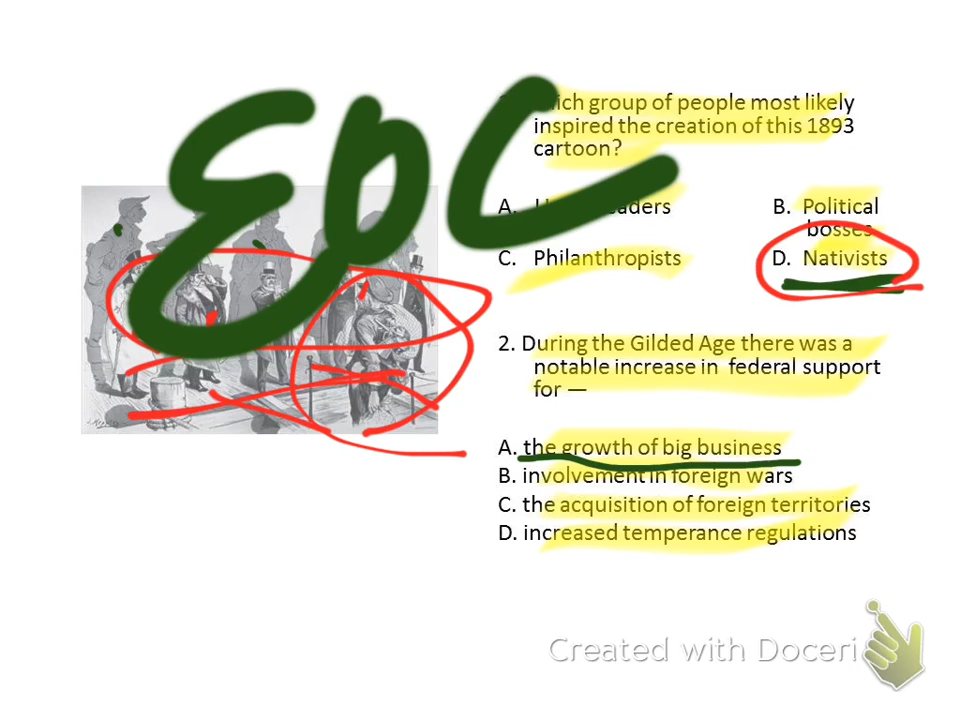 EOC
ich group of people most likely
inspired the creation of this 1893
cartoon?
A.
B. Political
bosses
C. Philanthropists
D. Nativists
2. During the Gilded Age there was a
notable increase in federal support
for —
A. the growth of big business
B. involvement in foreign wars
C. the acquisition of foreign territories
D. increased temperance regulations
Created with Doceri